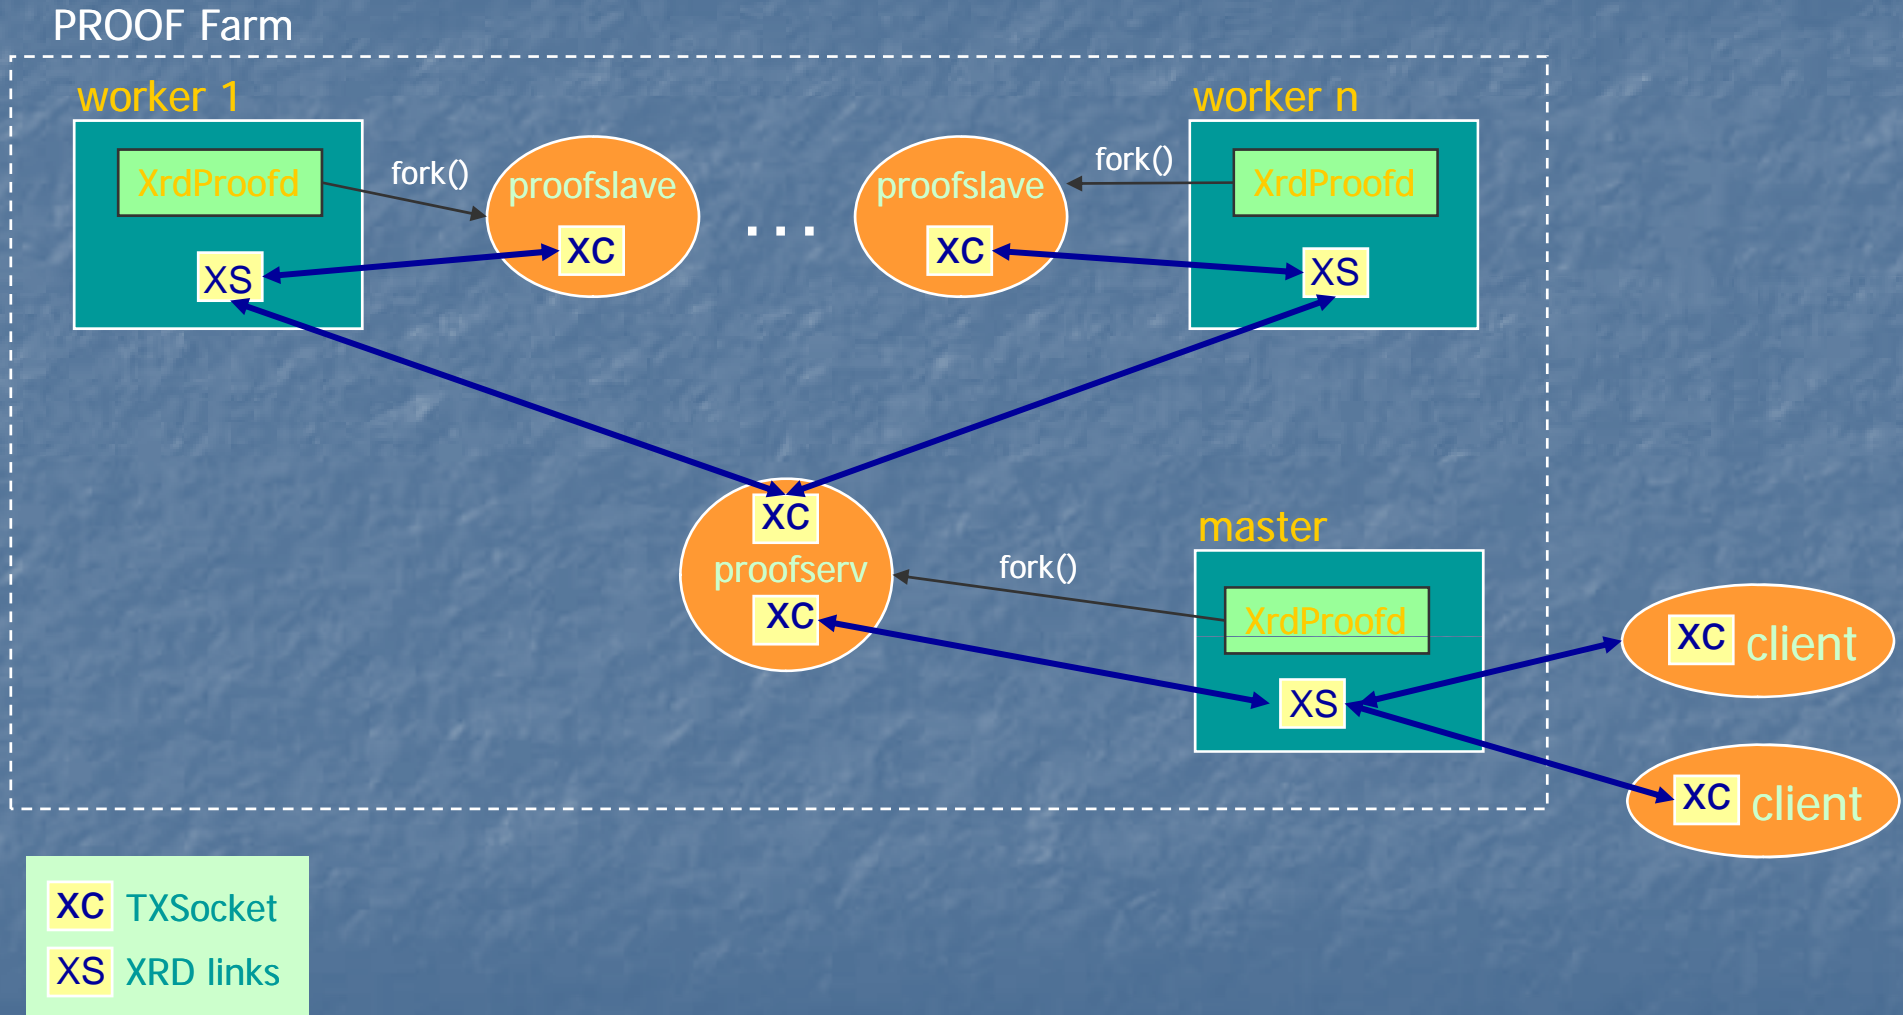 PROOF Farm
worker 1
worker n
XrdProofd
fork()
proofslave
XC
XS
...
proofslave
XC
fork()
XrdProofd
XS
XC
proofserv
XC
fork()
master
XrdProofd
XS
XC client
XC client
XC TXSocket
XS XRD links